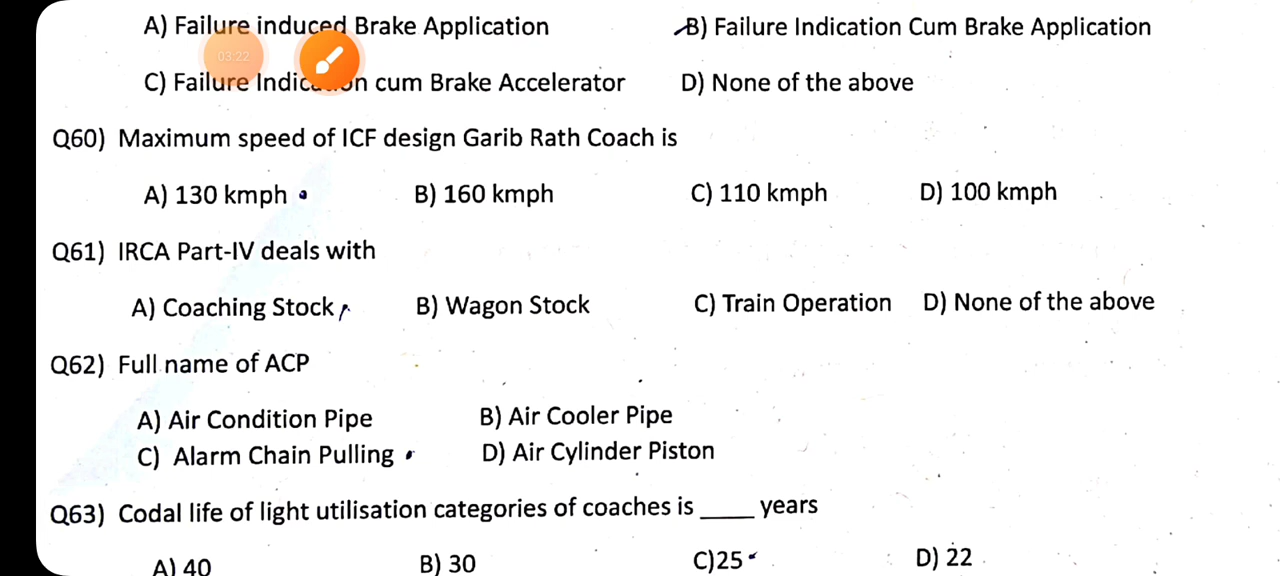 A) Failure induced Brake Application B) Failure Indication Cum Brake Application
03:22
C) Failure Indication cum Brake Accelerator D) None of the above
Q60) Maximum speed of ICF design Garib Rath Coach is
A) 130 kmph B) 160 kmph C) 110 kmph D) 100 kmph
Q61) IRCA Part-IV deals with
A) Coaching Stock B) Wagon Stock C) Train Operation D) None of the above
Q62) Full name of ACP
A) Air Condition Pipe B) Air Cooler Pipe
C) Alarm Chain Pulling D) Air Cylinder Piston
Q63) Codal life of light utilisation categories of coaches is ____ years
A) 40 B) 30 C)25 D) 22